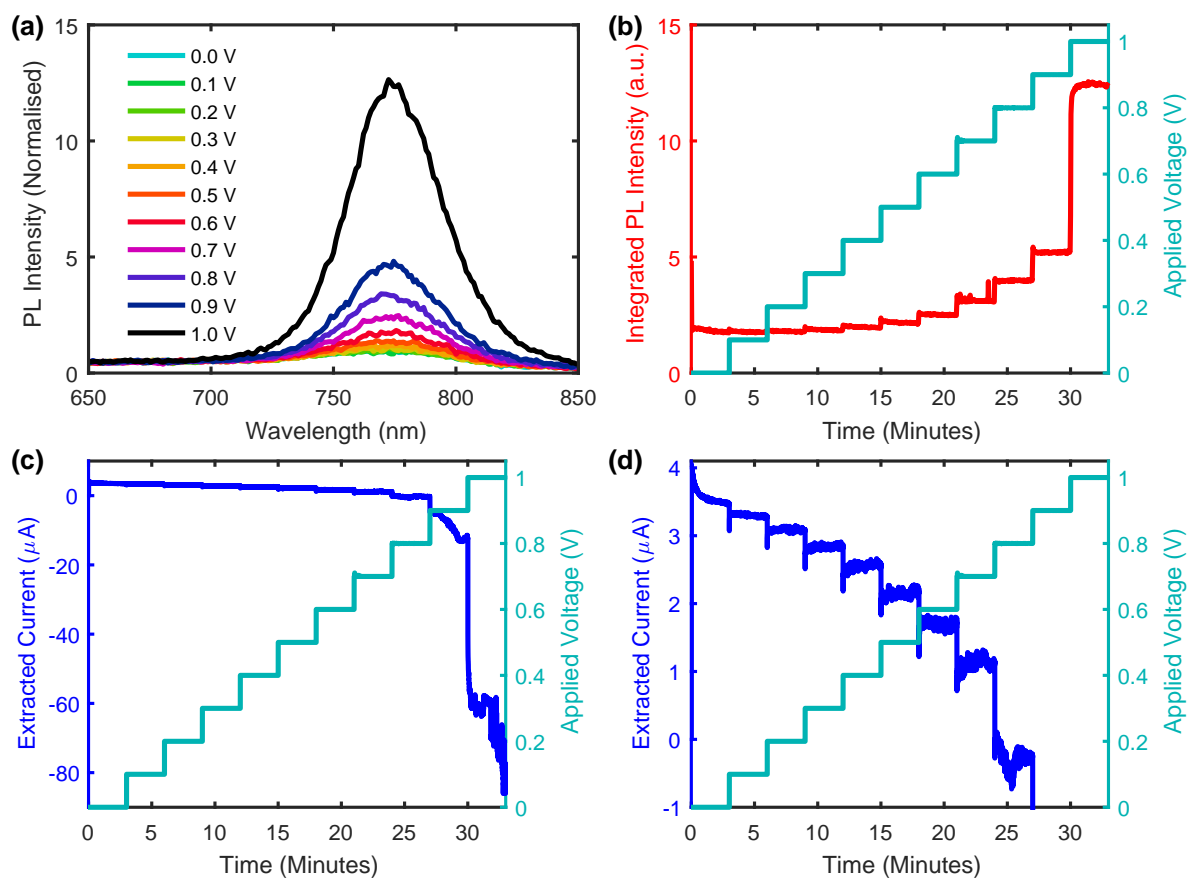 (a)
PL Intensity (Normalised)
15
10
5
0
0.0 V
0.1 V
0.2 V
0.3 V
0.4 V
0.5 V
0.6 V
0.7 V
0.8 V
0.9 V
1.0 V
650 700 750 800 850
Wavelength (nm)
(b)
Integrated PL Intensity (a.u.)
15
10
5
0
1
0.8
0.6
0.4
0.2
0
Applied Voltage (V)
0 5 10 15 20 25 30
Time (Minutes)
(c)
Extracted Current (μA)
0
-20
-40
-60
-80
1
0.8
0.6
0.4
0.2
0
Applied Voltage (V)
0 5 10 15 20 25 30
Time (Minutes)
(d)
Extracted Current (μA)
4
3
2
1
0
-1
1
0.8
0.6
0.4
0.2
0
Applied Voltage (V)
0 5 10 15 20 25 30
Time (Minutes)